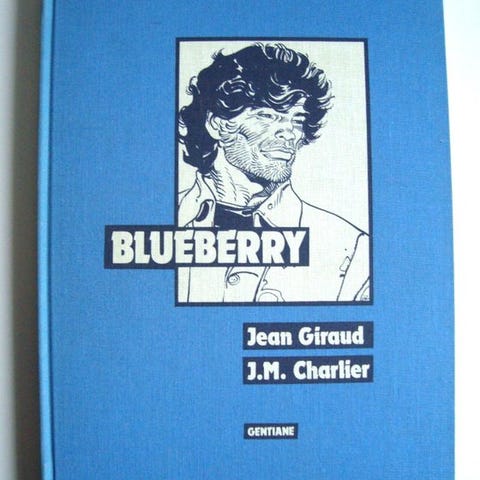 BLUEBERRY
Jean Giraud
J.M. Charlier
GENTIANE